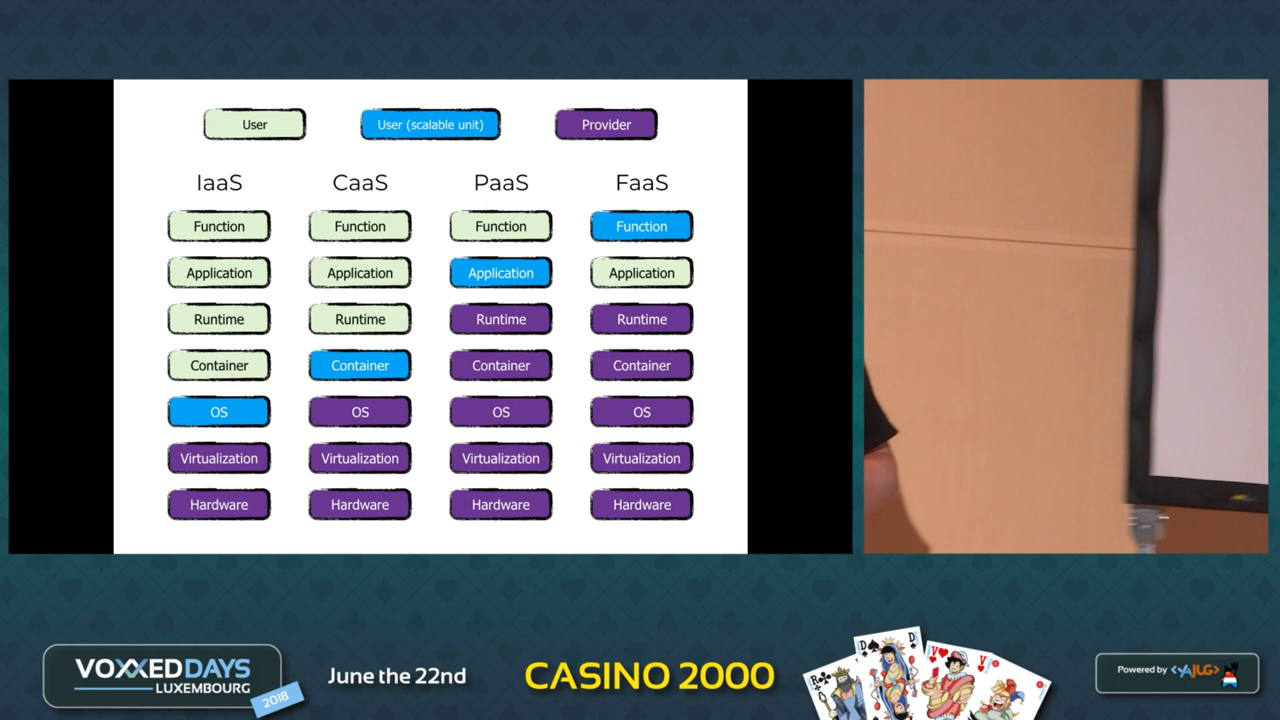 User User (scalable unit) Provider
IaaS CaaS PaaS FaaS
Function Function Function Function
Application Application Application Application
Runtime Runtime Runtime Runtime
Container Container Container Container
OS OS OS OS
Virtualization Virtualization Virtualization Virtualization
Hardware Hardware Hardware Hardware
VOXXEDDAYS
LUXEMBOURG
2018
June the 22nd
CASINO 2000
D D
R V V
Powered by <YAJUG>